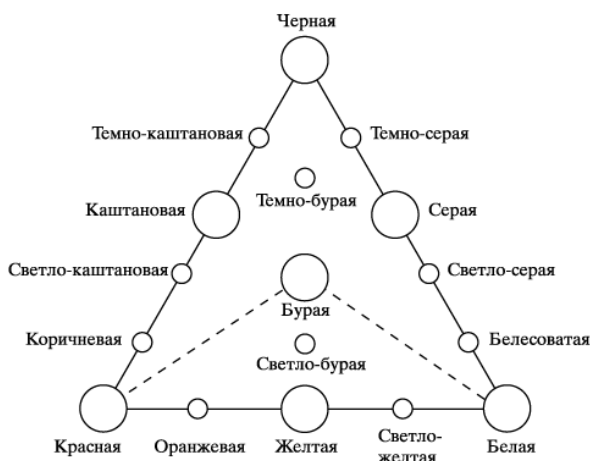 Черная
Темно-каштановая
Темно-серая
Темно-бурая
Каштановая
Серая
Светло-каштановая
Светло-серая
Бурая
Коричневая
Белесоватая
Светло-бурая
Красная
Оранжевая
Желтая
Светло-
желтая
Белая